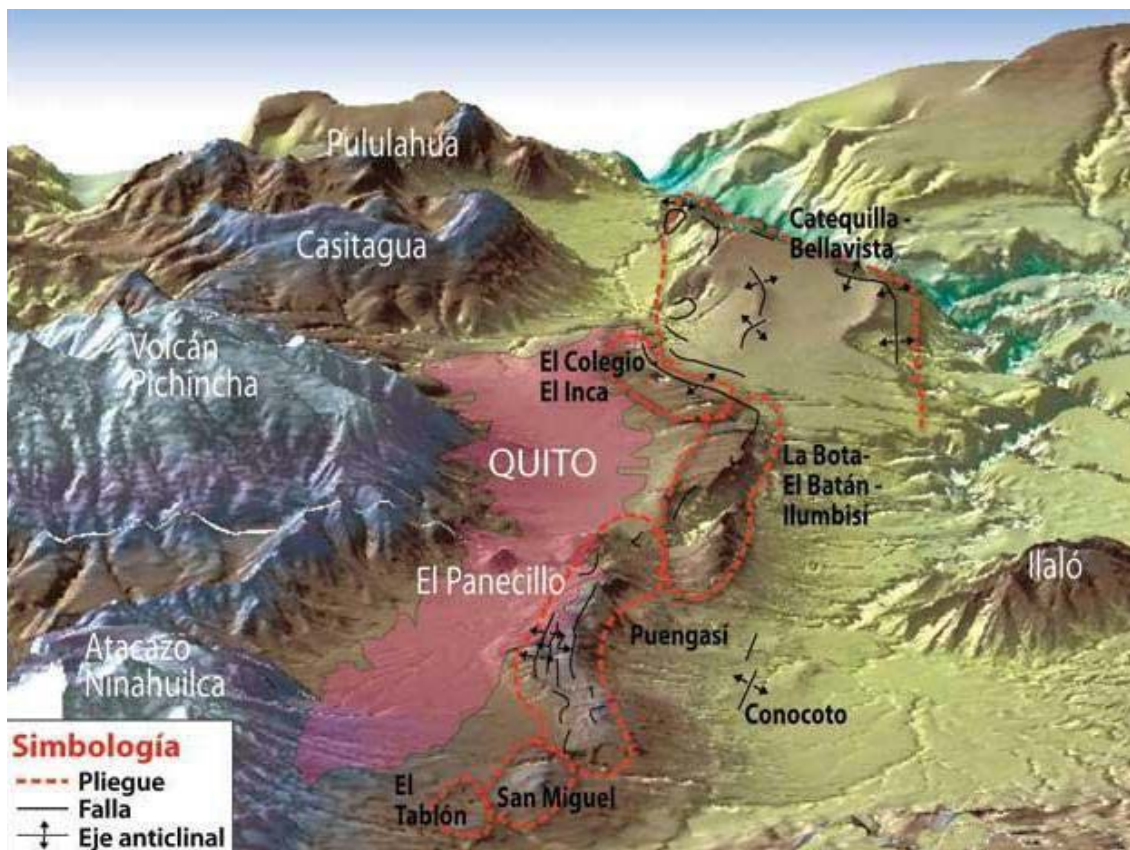 Pululahua
Casitagua
Catequilla -
Bellavista
Volcán
Pichincha
El Colegio
El Inca
QUITO
La Bota-
El Batán -
Ilumbisí
El Panecillo
Ilaló
Puengasí
Atacazo
Ninahuilca
Conocoto
El
Tablón
San Miguel
Simbología
Pliegue
Falla
Eje anticlinal